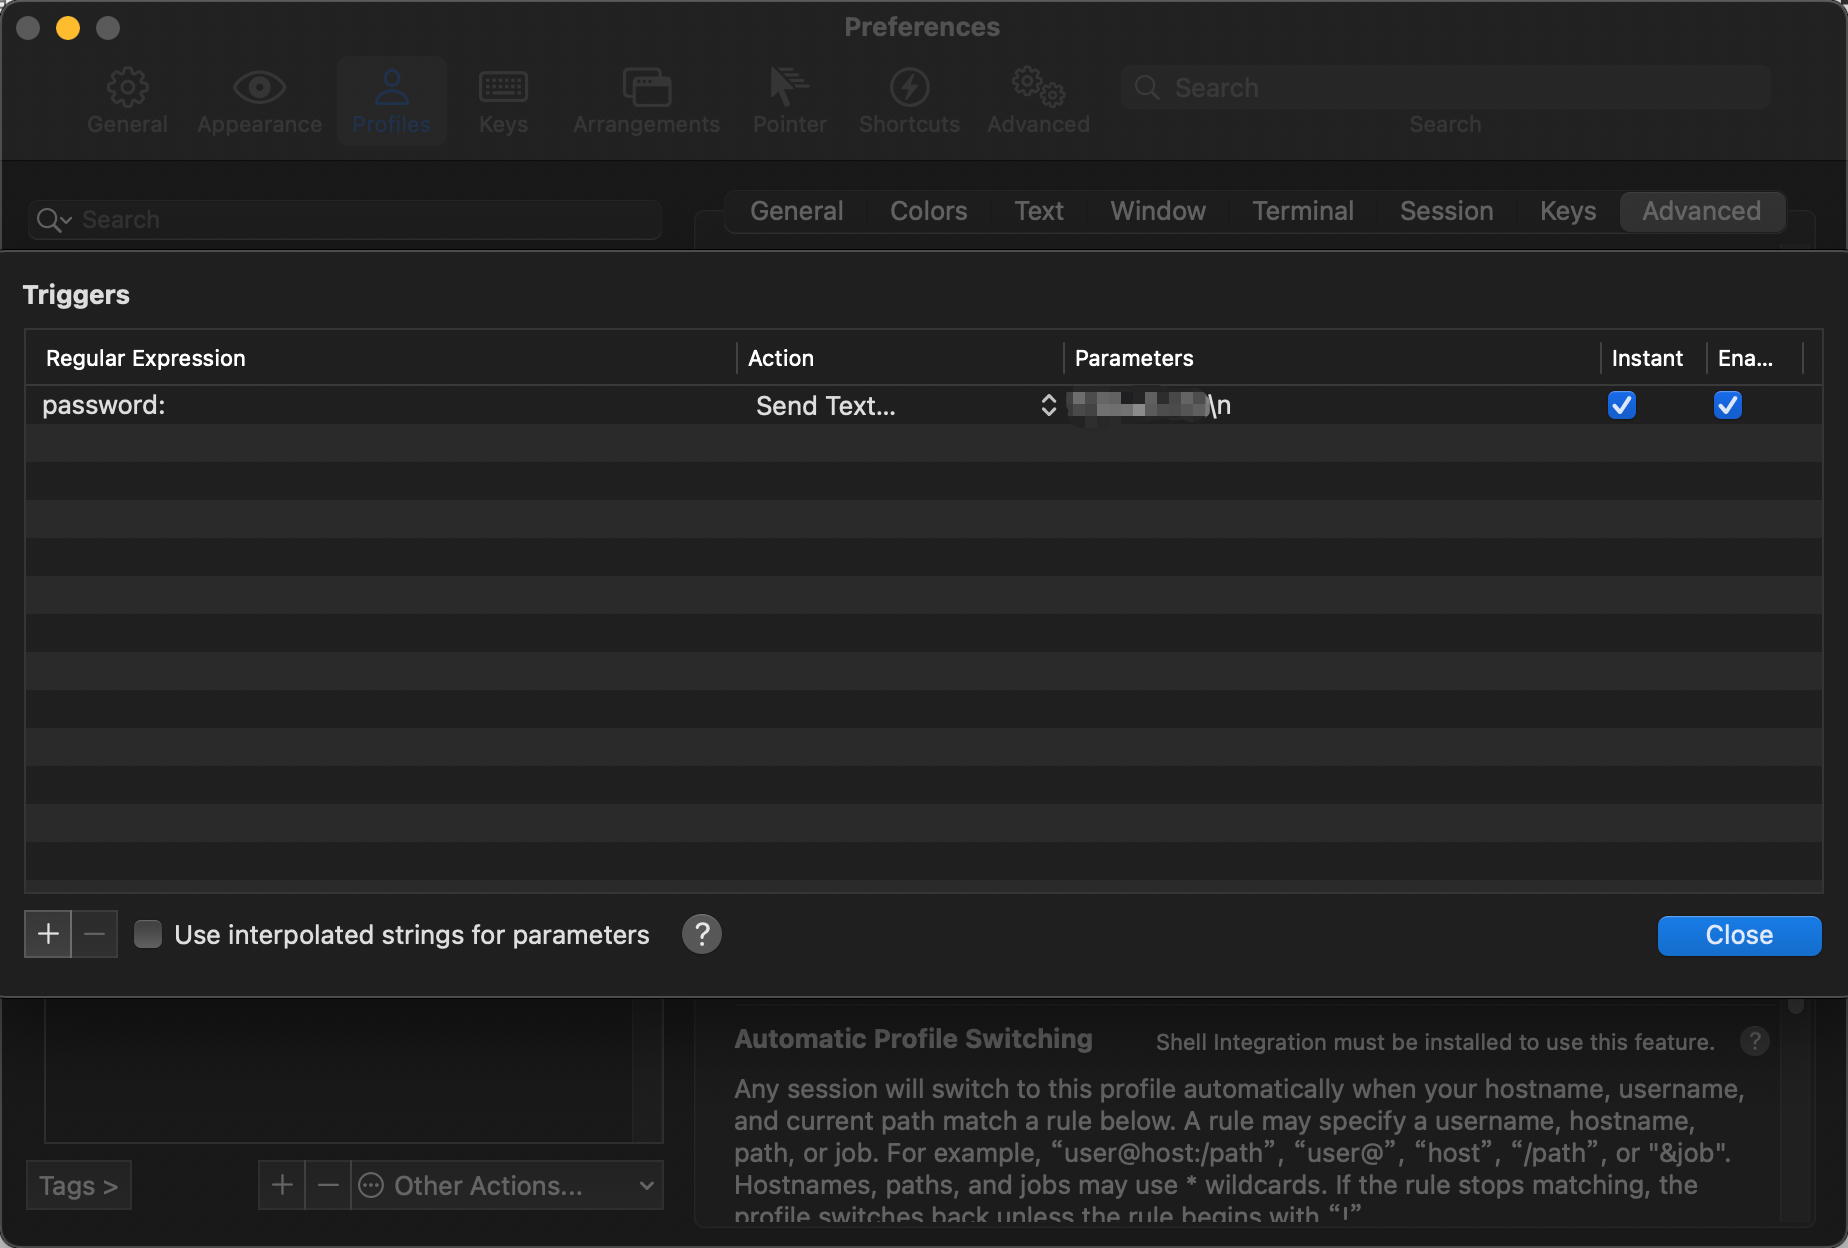 Preferences
General
Appearance
Profiles
Keys
Arrangements
Pointer
Shortcuts
Advanced
Search
Search
Search
General
Colors
Text
Window
Terminal
Session
Keys
Advanced
Triggers
Regular Expression
Action
Parameters
Instant
Ena...
password:
Send Text...
\n
+
−
Use interpolated strings for parameters
?
Close
Automatic Profile Switching
Shell Integration must be installed to use this feature.
?
Any session will switch to this profile automatically when your hostname, username,
and current path match a rule below. A rule may specify a username, hostname,
path, or job. For example, “user@host:/path”, “user@”, “host”, “/path”, or "&job".
Hostnames, paths, and jobs may use * wildcards. If the rule stops matching, the
profile switches back unless the rule begins with “!”
Tags >
+
−
Other Actions...